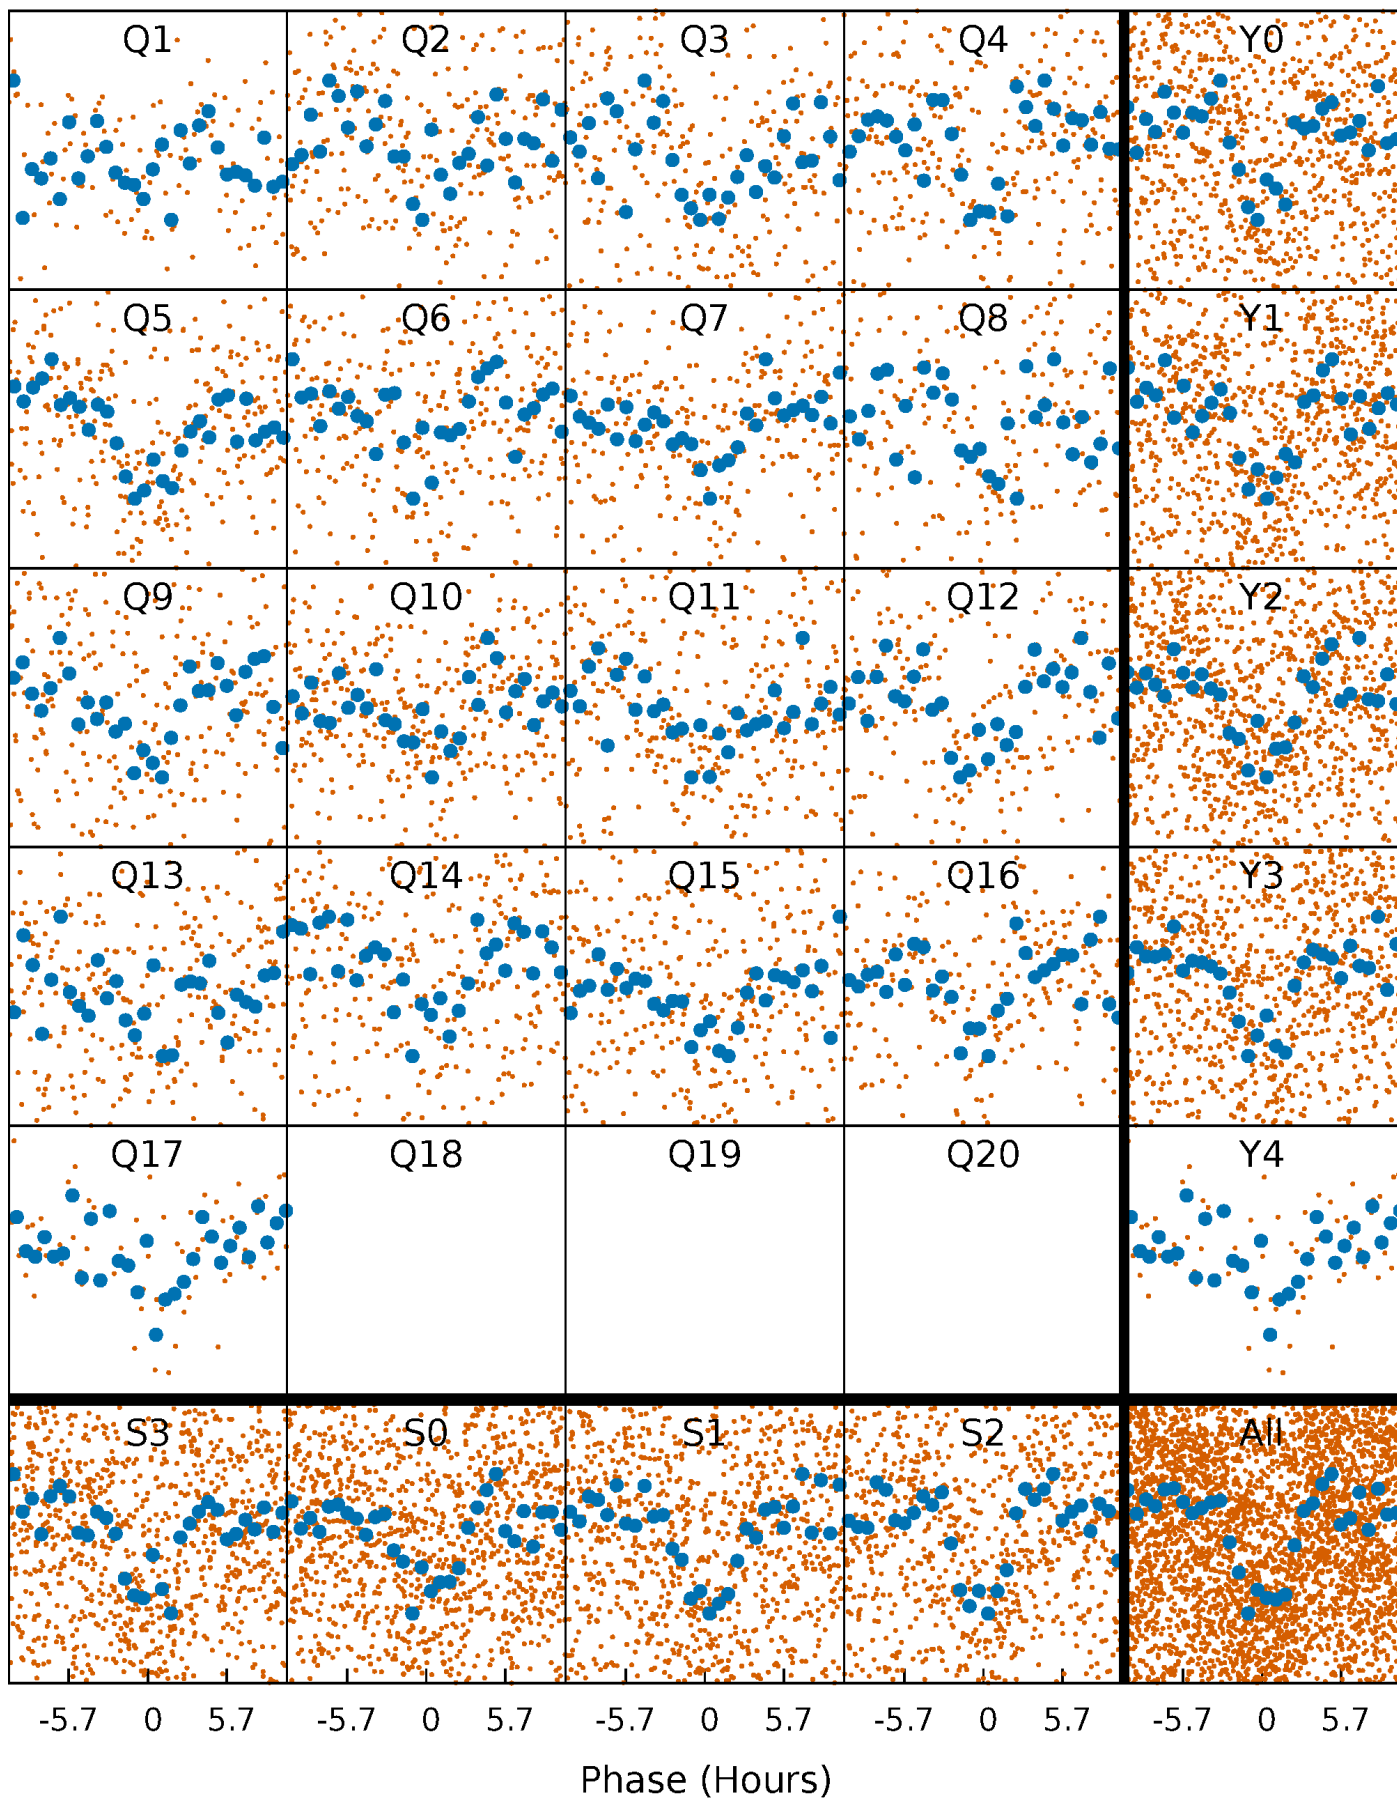 Q1 Q2 Q3 Q4 Y0
Q5 Q6 Q7 Q8 Y1
Q9 Q10 Q11 Q12 Y2
Q13 Q14 Q15 Q16 Y3
Q17 Q18 Q19 Q20 Y4
S3 S0 S1 S2 All
-5.7 0 5.7 -5.7 0 5.7 -5.7 0 5.7 -5.7 0 5.7 -5.7 0 5.7
Phase (Hours)